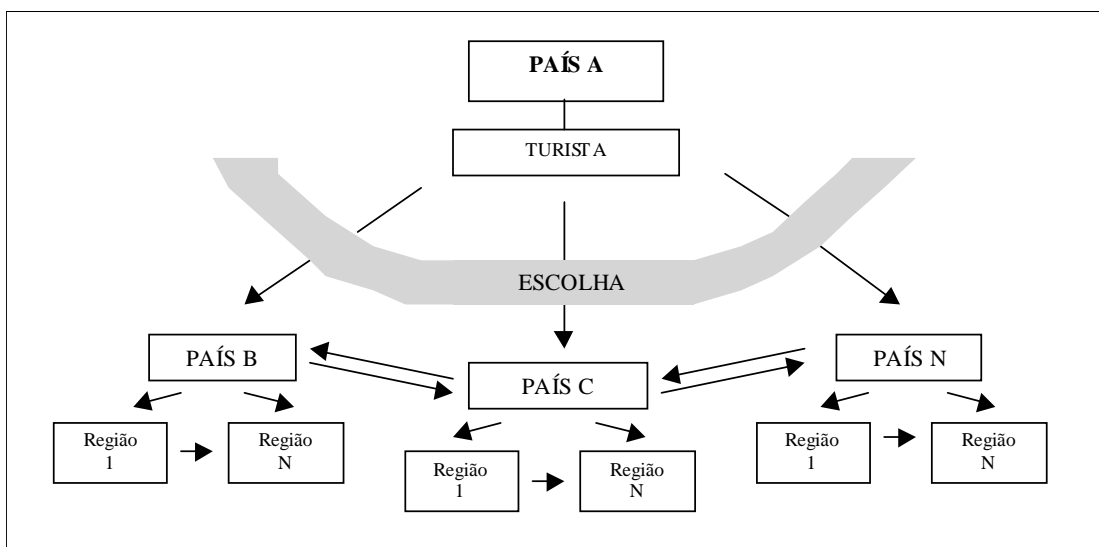 PAÍS A
TURISTA
ESCOLHA
PAÍS B
PAÍS C
PAÍS N
Região
1
Região
N
Região
1
Região
N
Região
1
Região
N